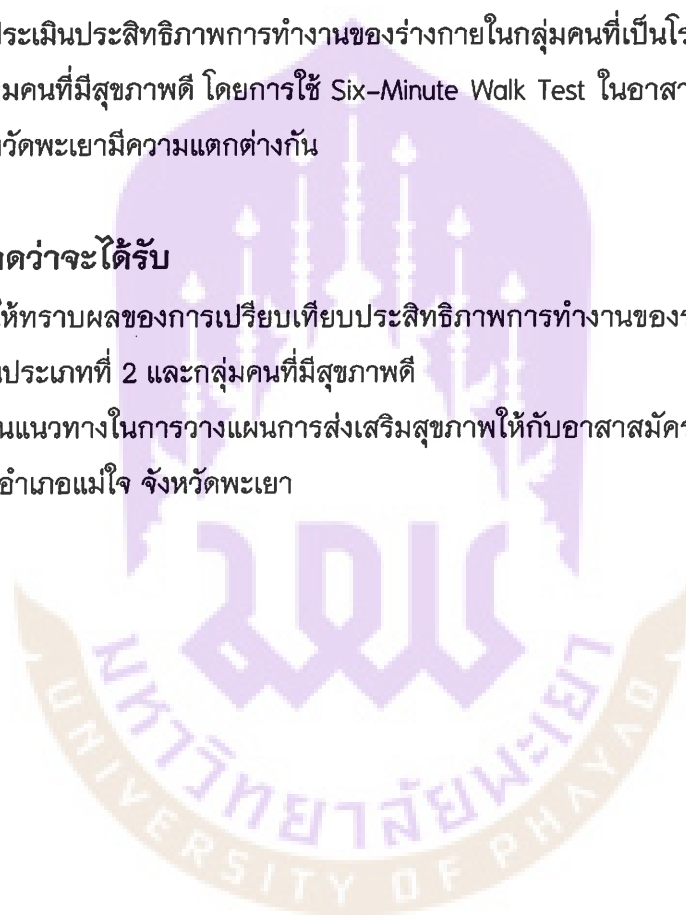 ประเมินประสิทธิภาพการทำงานของร่างกายในกลุ่มคนที่เป็นโร
มคนที่มีสุขภาพดี โดยการใช้ Six-Minute Walk Test ในอาสา
วัดพะเยามีความแตกต่างกัน
ดว่าจะได้รับ
ให้ทราบผลของการเปรียบเทียบประสิทธิภาพการทำงานของร
ประเภทที่ 2 และกลุ่มคนที่มีสุขภาพดี
นแนวทางในการวางแผนการส่งเสริมสุขภาพให้กับอาสาสมัคร
อำเภอแม่ใจ จังหวัดพะเยา
มหาวิทยาลัยพะเยา
UNIVERSITY OF PHAYAO